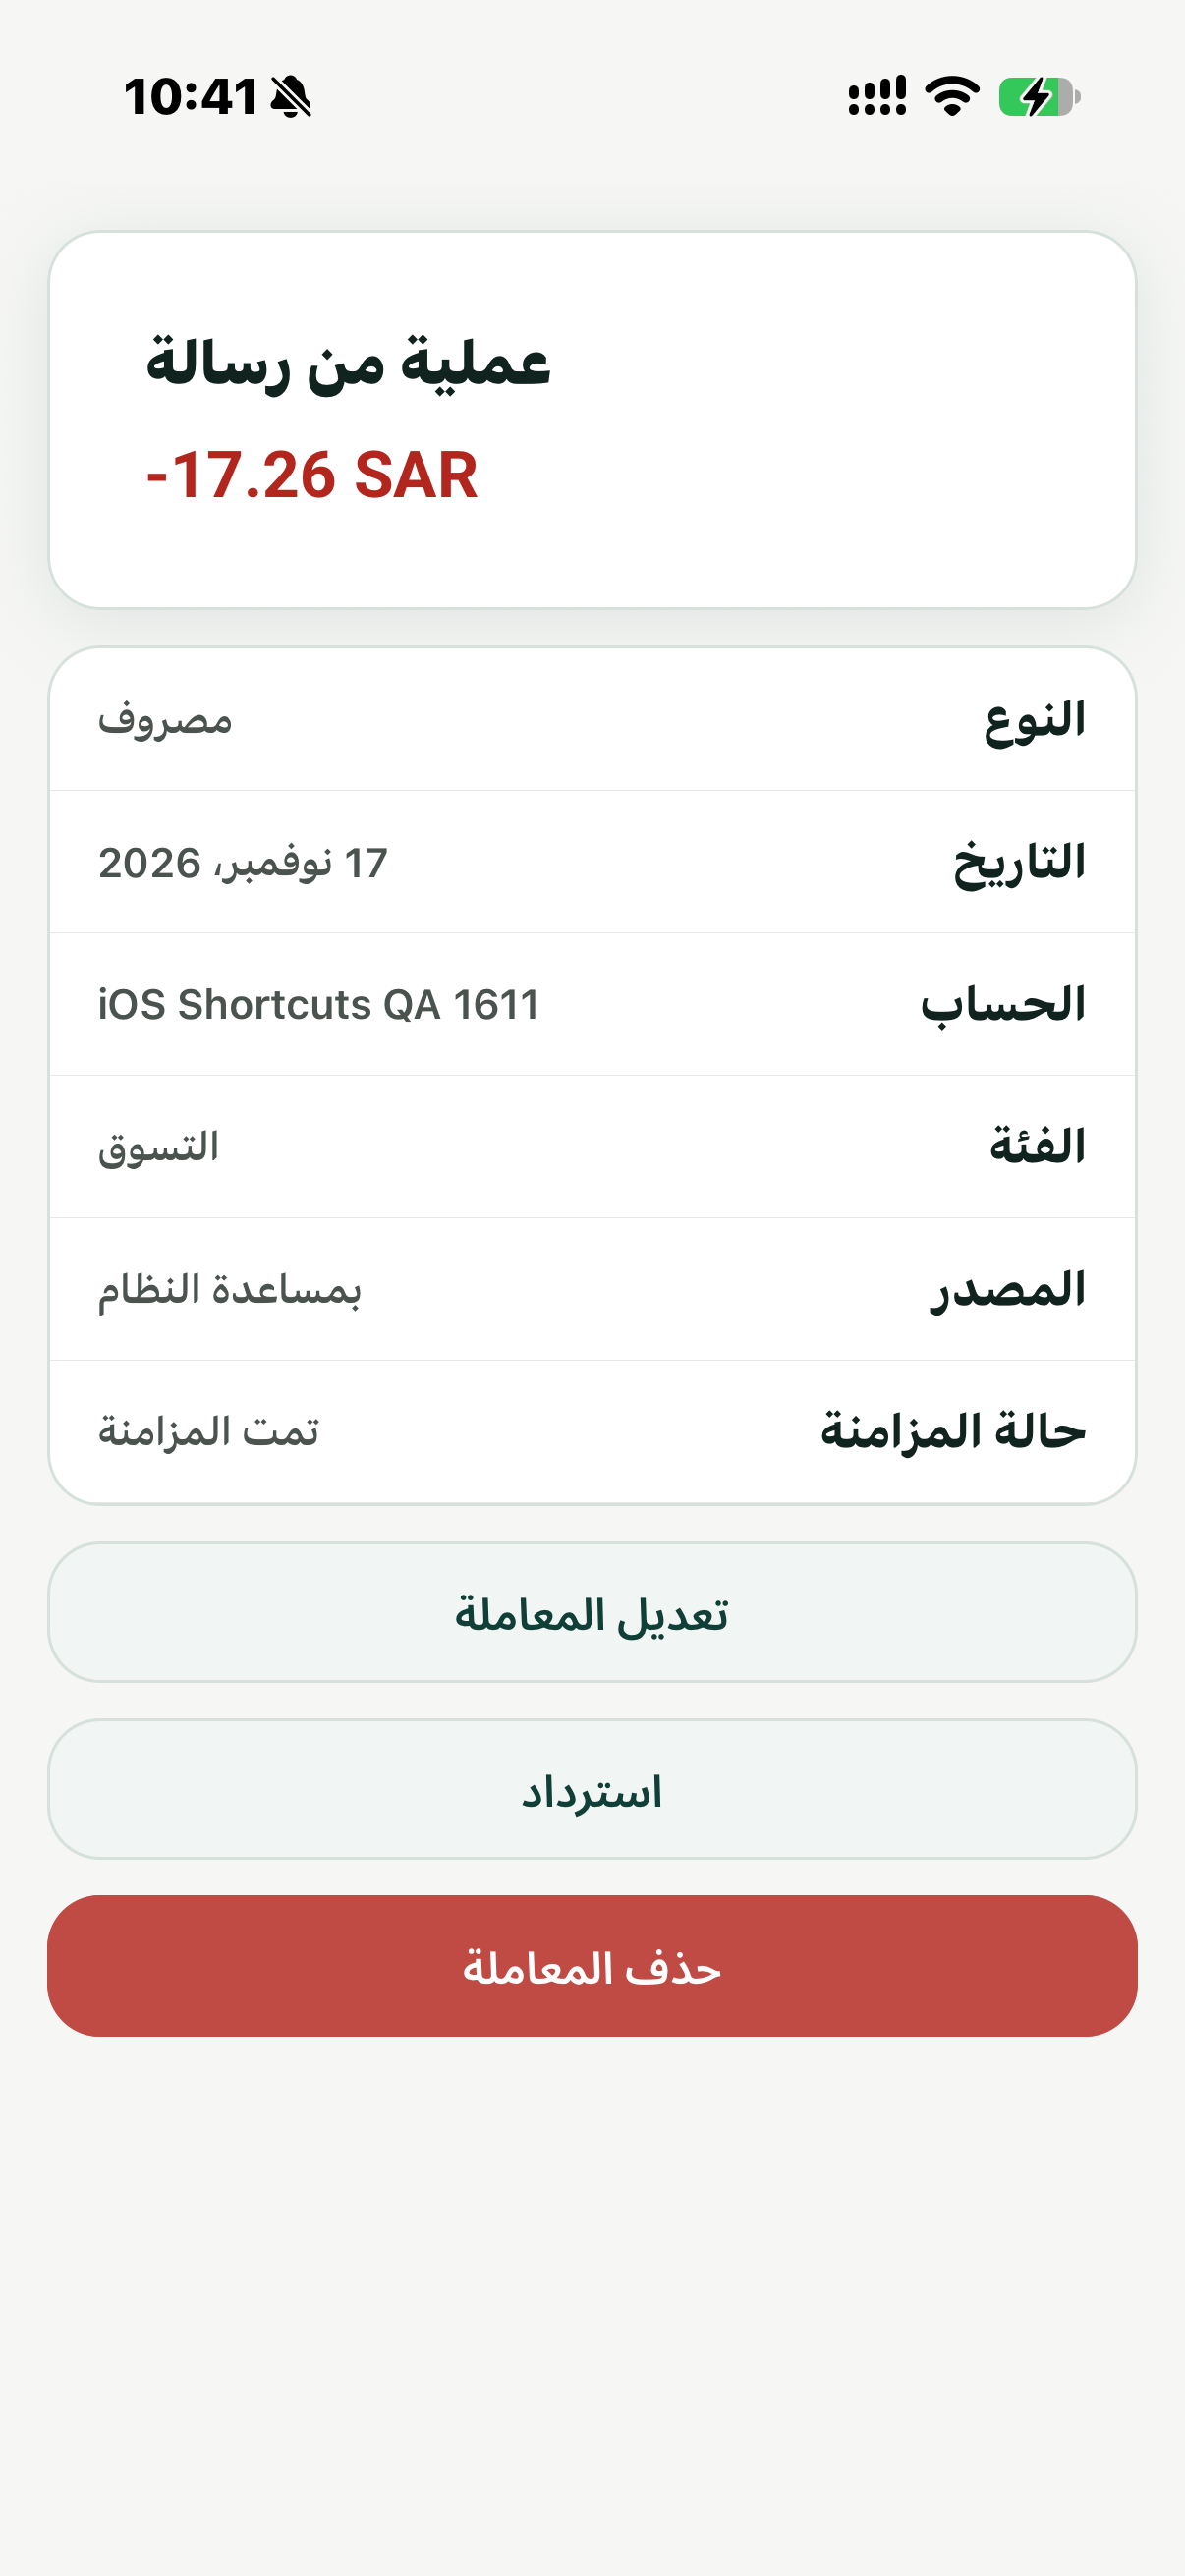 10:41
عملية من رسالة
-17.26 SAR
النوع مصروف
التاريخ 17 نوفمبر، 2026
الحساب iOS Shortcuts QA 1611
الفئة التسوق
المصدر بمساعدة النظام
حالة المزامنة تمت المزامنة
تعديل المعاملة
استرداد
حذف المعاملة